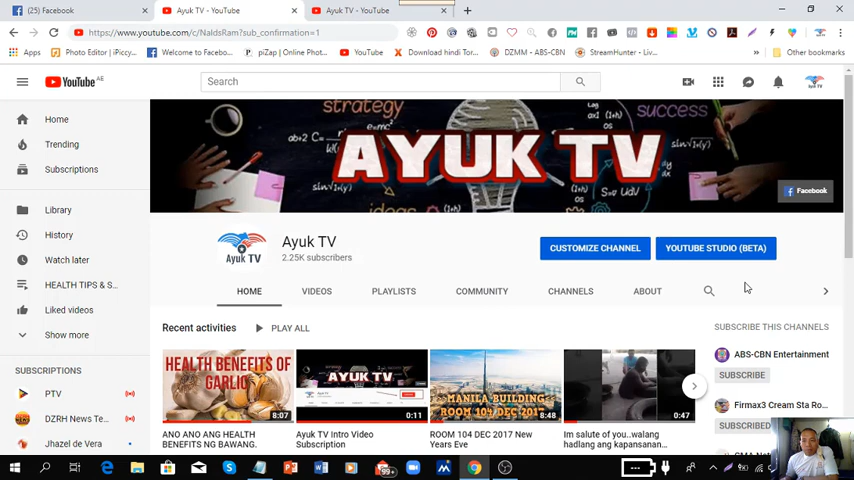 (25) Facebook
Ayuk TV - YouTube
Ayuk TV - YouTube
https://www.youtube.com/c/NaldsRam?sub_confirmation=1
Apps
Photo Editor | iPiccy...
Welcome to Facebo...
piZap | Online Phot...
YouTube
Download hindi Tor...
DZMM - ABS-CBN
StreamHunter - Liv...
Other bookmarks
YouTube AE
Search
Home
Trending
Subscriptions
Library
History
Watch later
HEALTH TIPS & S...
Liked videos
Show more
SUBSCRIPTIONS
PTV
DZRH News Te...
Jhazel de Vera
strategy
success
ideas
AYUK TV
Facebook
Ayuk TV
Ayuk TV
2.25K subscribers
CUSTOMIZE CHANNEL
YOUTUBE STUDIO (BETA)
HOME
VIDEOS
PLAYLISTS
COMMUNITY
CHANNELS
ABOUT
Recent activities
PLAY ALL
HEALTH BENEFITS OF
GARLIC
8:07
ANO ANO ANG HEALTH
BENEFITS NG BAWANG.
AYUK TV
0:11
Ayuk TV Intro Video
Subscription
MANILA BUILDING
ROOM 104 DEC 2017
8:48
ROOM 104 DEC 2017 New
Years Eve
0:47
Im salute of you..walang
hadlang ang kapansanan...
SUBSCRIBE THIS CHANNELS
ABS-CBN Entertainment
SUBSCRIBE
Firmax3 Cream Sta Ro...
SUBSCRIBED
99+